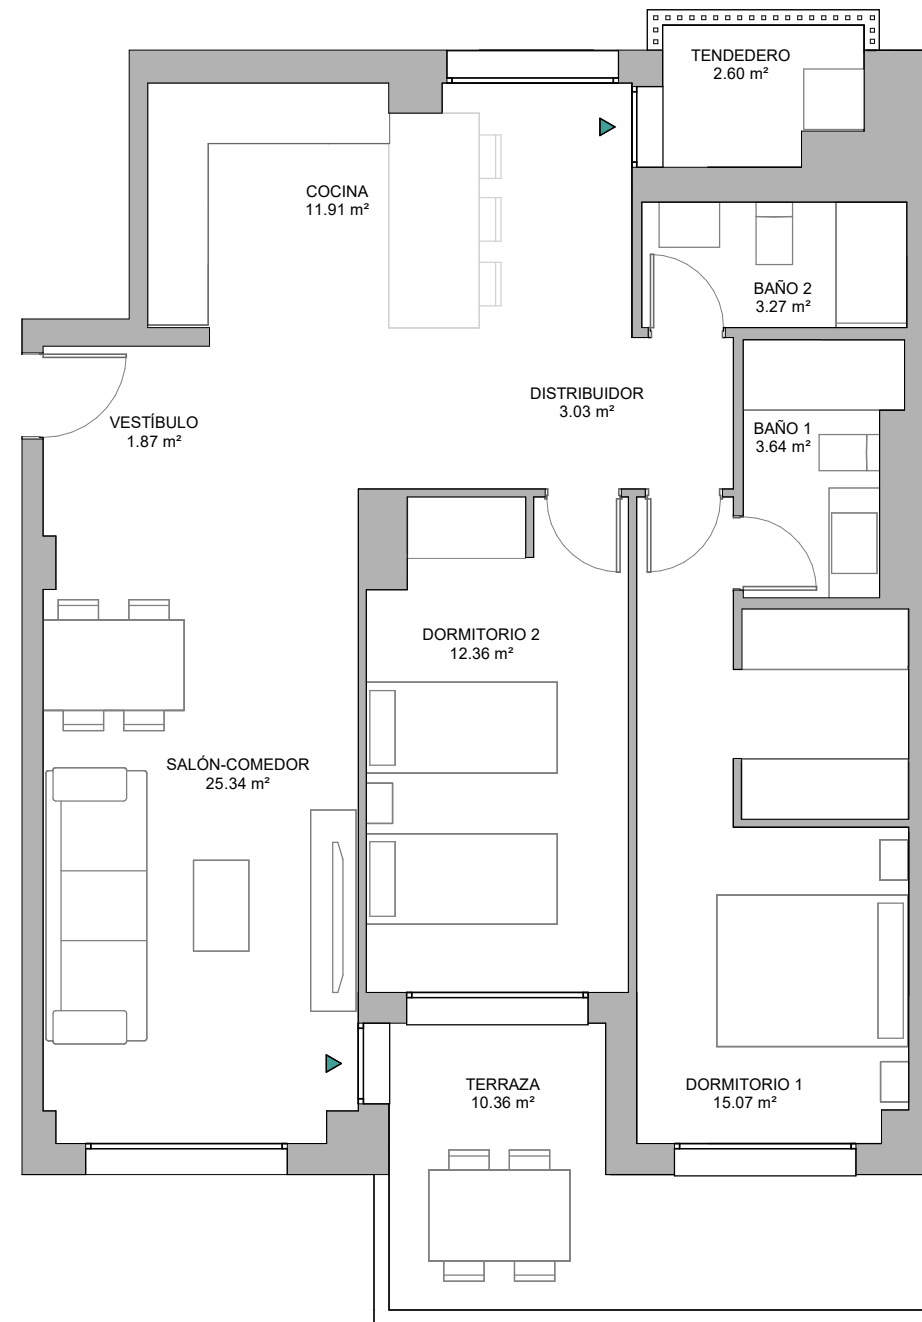 TENDEDERO
2.60 m²
COCINA
11.91 m²
BAÑO 2
3.27 m²
DISTRIBUIDOR
3.03 m²
VESTÍBULO
1.87 m²
BAÑO 1
3.64 m²
DORMITORIO 2
12.36 m²
SALÓN-COMEDOR
25.34 m²
TERRAZA
10.36 m²
DORMITORIO 1
15.07 m²